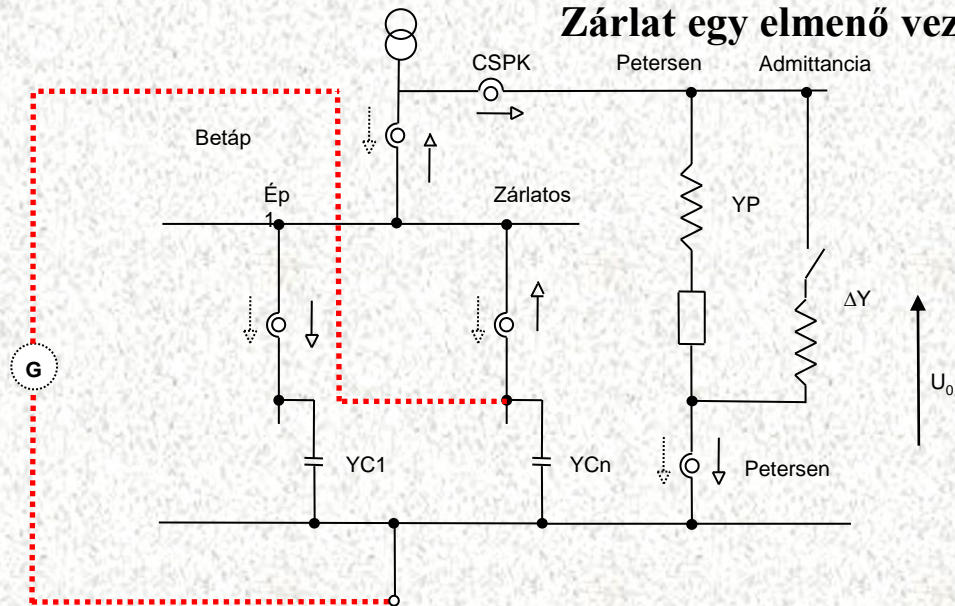 Zárlat egy elmenő vez
CSPK
Petersen
Admittancia
Betáp
Ép
1
Zárlatos
YP
ΔY
G
U0
YC1
YCn
Petersen